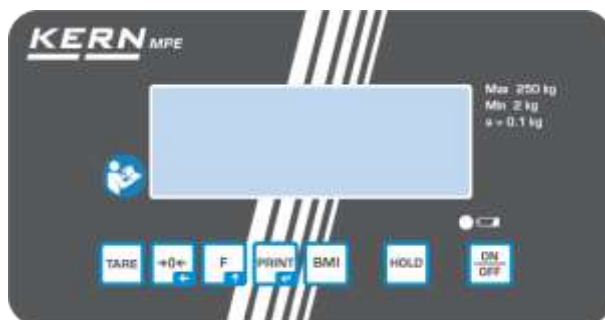 KERN MPE
Max 250 kg
Min 2 kg
e = 0.1 kg
TARE →0← F PRINT BMI HOLD ON
OFF